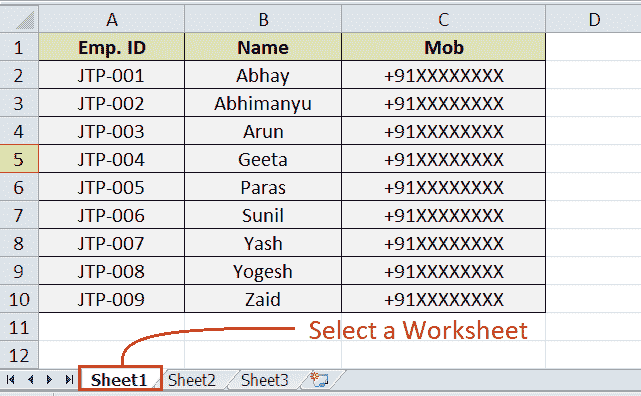 A B C D
1 Emp. ID Name Mob
2 JTP-001 Abhay +91XXXXXXXX
3 JTP-002 Abhimanyu +91XXXXXXXX
4 JTP-003 Arun +91XXXXXXXX
5 JTP-004 Geeta +91XXXXXXXX
6 JTP-005 Paras +91XXXXXXXX
7 JTP-006 Sunil +91XXXXXXXX
8 JTP-007 Yash +91XXXXXXXX
9 JTP-008 Yogesh +91XXXXXXXX
10 JTP-009 Zaid +91XXXXXXXX
11 Select a Worksheet
12
Sheet1 Sheet2 Sheet3